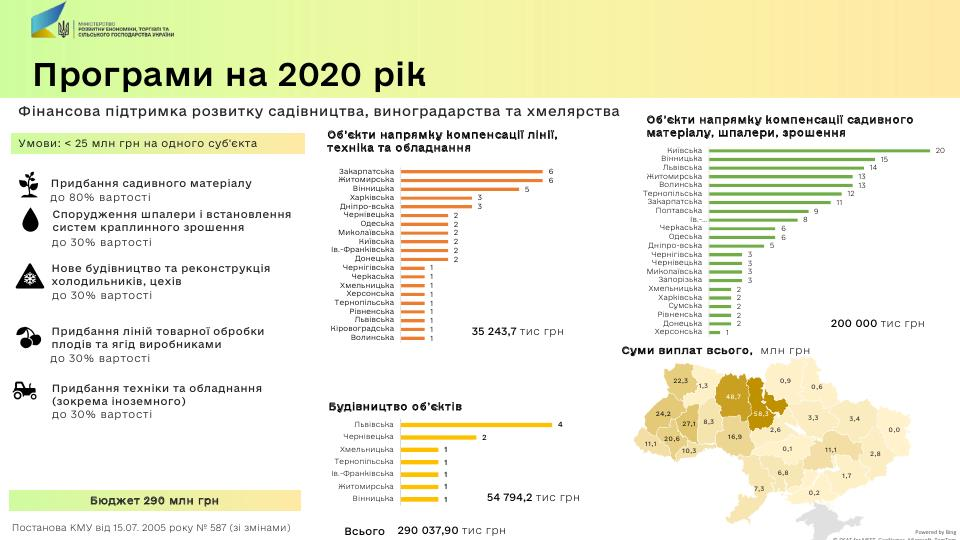 МІНІСТЕРСТВО
РОЗВИТКУ ЕКОНОМІКИ, ТОРГІВЛІ ТА
СІЛЬСЬКОГО ГОСПОДАРСТВА УКРАЇНИ
Програми на 2020 рік
Фінансова підтримка розвитку садівництва, виноградарства та хмелярства
Умови: < 25 млн грн на одного суб'єкта
Придбання садивного матеріалу
до 80% вартості
Спорудження шпалери і встановлення
систем краплинного зрошення
до 30% вартості
Нове будівництво та реконструкція
холодильників, цехів
до 30% вартості
Придбання ліній товарної обробки
плодів та ягід виробниками
до 30% вартості
Придбання техніки та обладнання
(зокрема іноземного)
до 30% вартості
Бюджет 290 млн грн
Постанова КМУ від 15.07. 2005 року № 587 (зі змінами)
Об'єкти напрямку компенсації лінії,
техніка та обладнання
Закарпатська 6
Житомирська 6
Вінницька 5
Харківська 3
Дніпро-вська 3
Чернівецька 2
Одеська 2
Миколаївська 2
Київська 2
Ів.-Франківська 2
Донецька 2
Чернігівська 1
Черкаська 1
Хмельницька 1
Херсонська 1
Тернопільська 1
Рівненська 1
Львівська 1
Кіровоградська 1
Волинська 1
35 243,7 тис грн
Будівництво об'єктів
Львівська 4
Чернівецька 2
Хмельницька 1
Тернопільська 1
Ів.-Франківська 1
Житомирська 1
Вінницька 1
54 794,2 тис грн
Всього 290 037,90 тис грн
Об'єкти напрямку компенсації садивного
матеріалу, шпалери, зрошення
Київська 20
Вінницька 15
Львівська 14
Житомирська 13
Волинська 13
Тернопільська 12
Закарпатська 11
Полтавська 9
Ів.-... 8
Черкаська 6
Одеська 6
Дніпро-вська 5
Чернігівська 3
Чернівецька 3
Миколаївська 3
Запорізька 3
Хмельницька 2
Харківська 2
Сумська 2
Рівненська 2
Донецька 2
Херсонська 1
200 000 тис грн
Суми виплат всього, млн грн
22,3
1,3
48,7
0,9
0,6
24,2
27,1
8,3
58,3
3,3
3,4
0,0
11,1
20,6
10,3
16,9
2,6
0,1
11,1
2,8
6,8
1,7
7,3
0,2
Powered by Bing